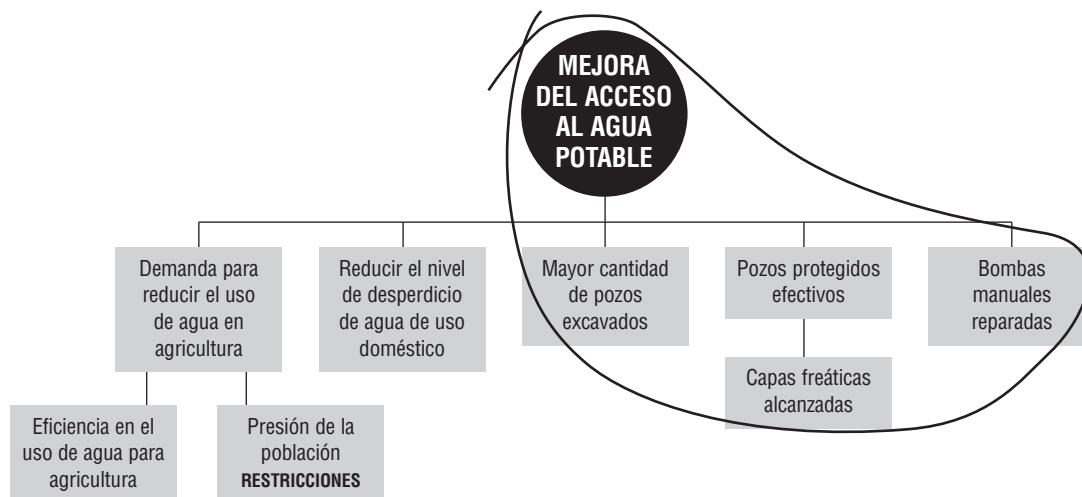 MEJORA
DEL ACCESO
AL AGUA
POTABLE
Demanda para
reducir el uso
de agua en
agricultura
Reducir el nivel
de desperdicio
de agua de uso
doméstico
Mayor cantidad
de pozos
excavados
Pozos protegidos
efectivos
Bombas
manuales
reparadas
Capas freáticas
alcanzadas
Eficiencia en el
uso de agua para
agricultura
Presión de la
población
RESTRICCIONES